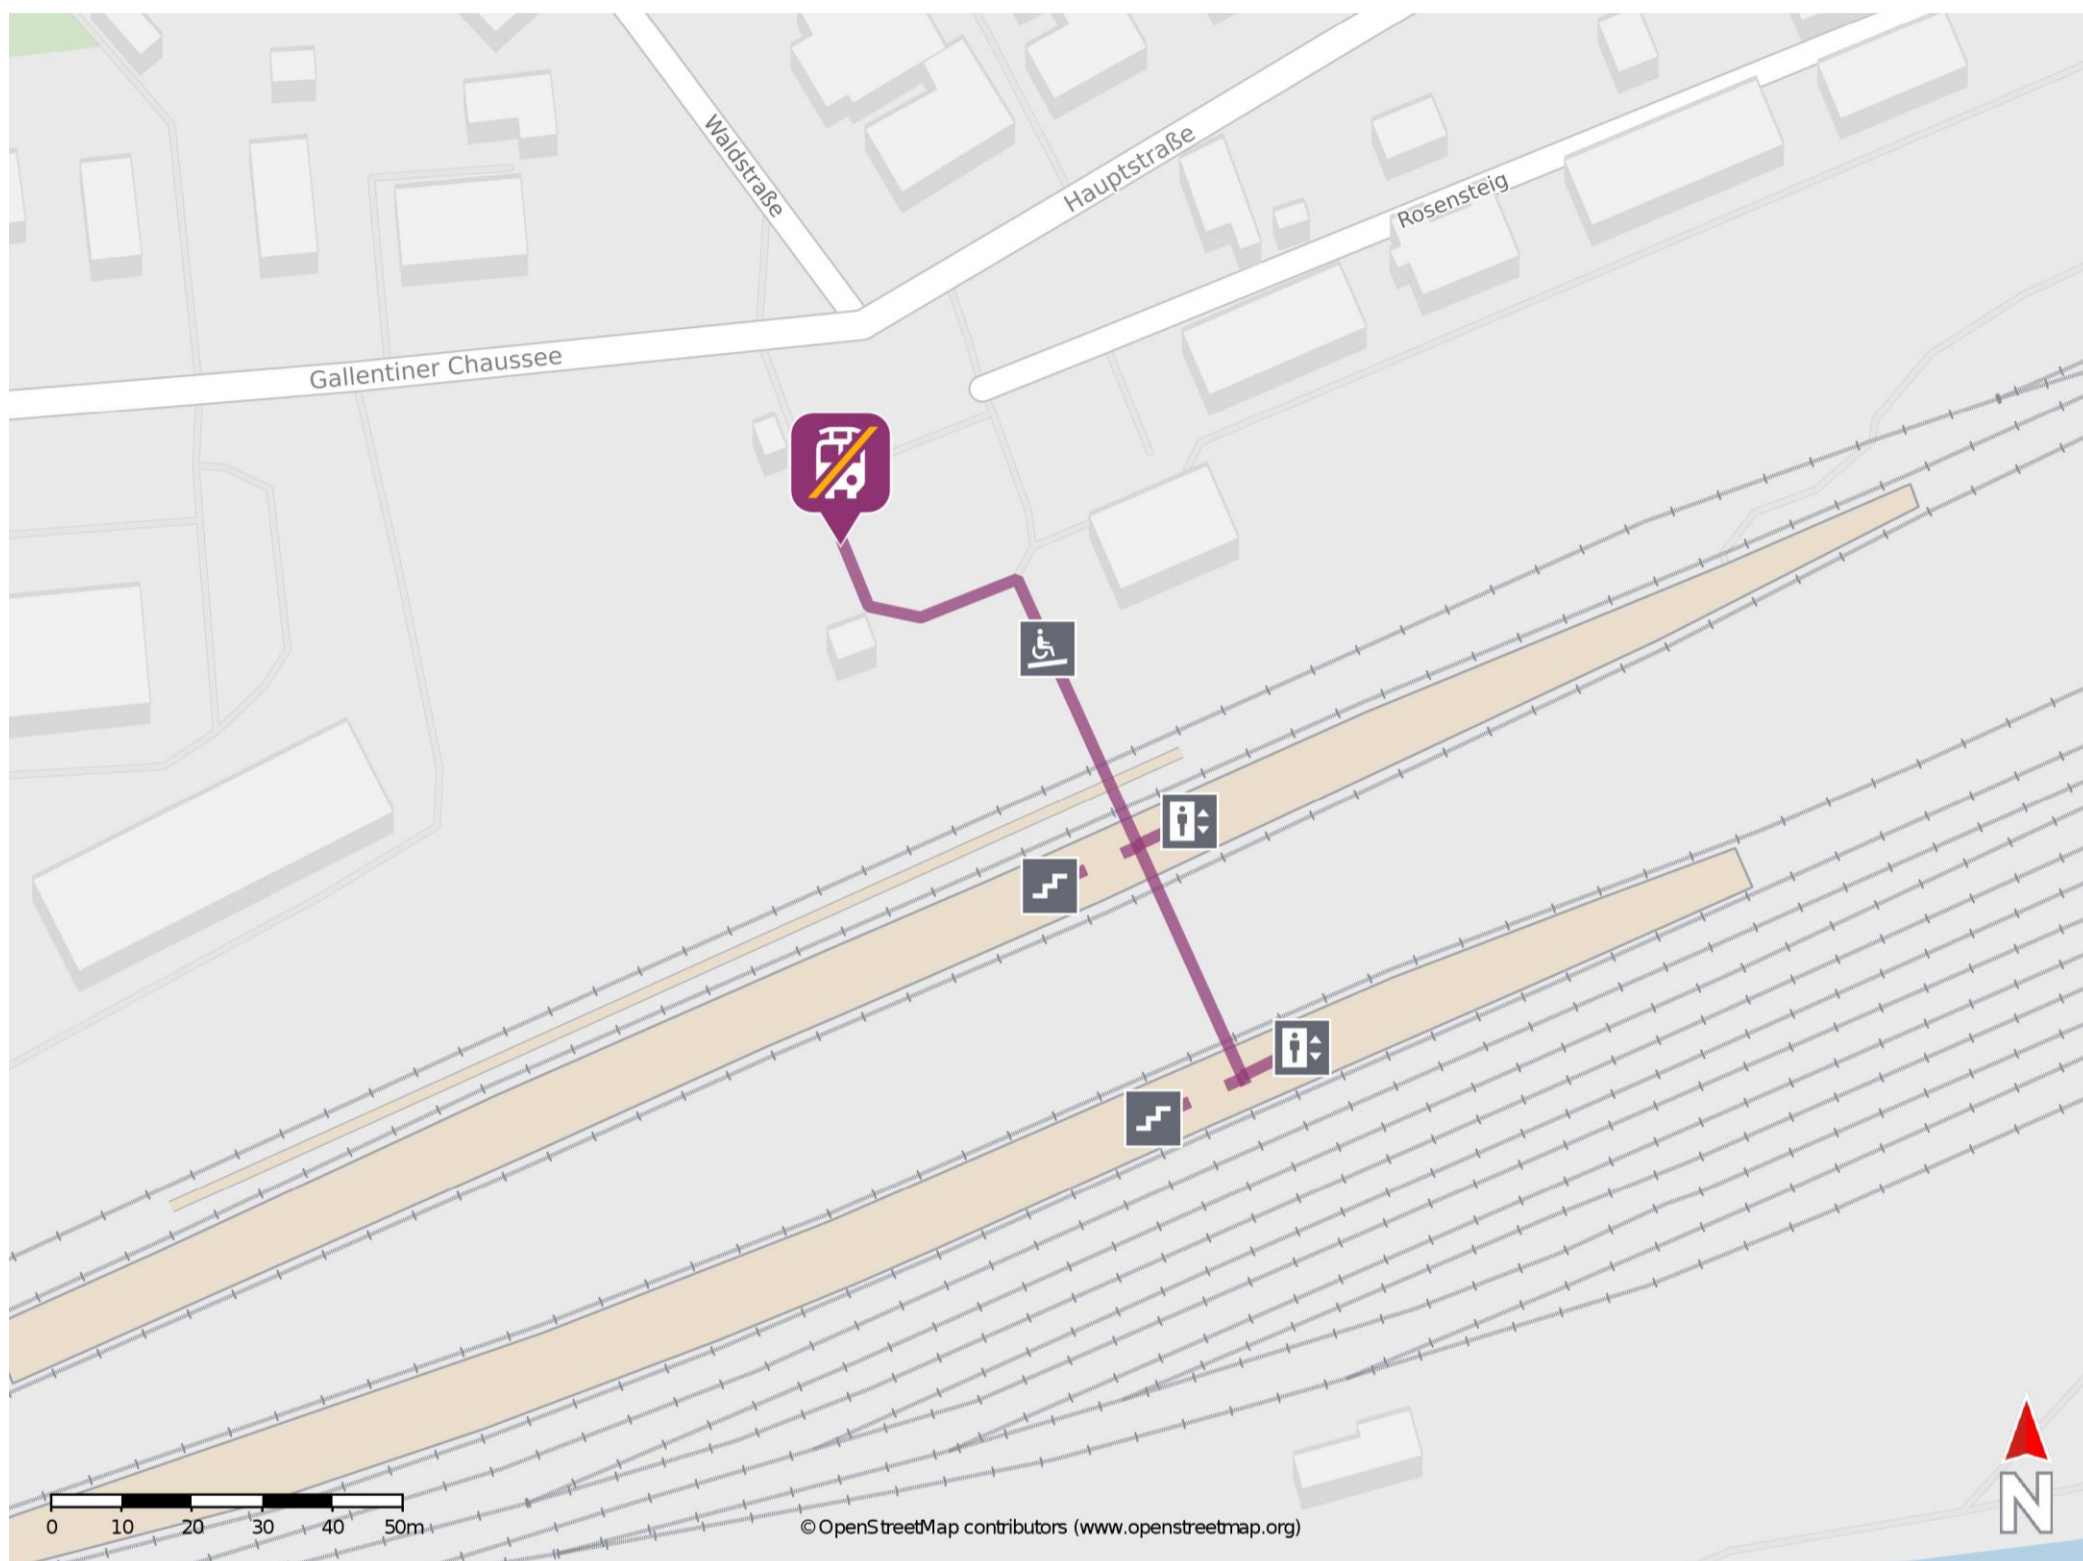 Waldstraße
Hauptstraße
Rosensteig
Gallentiner Chaussee
0 10 20 30 40 50m
© OpenStreetMap contributors (www.openstreetmap.org)
N